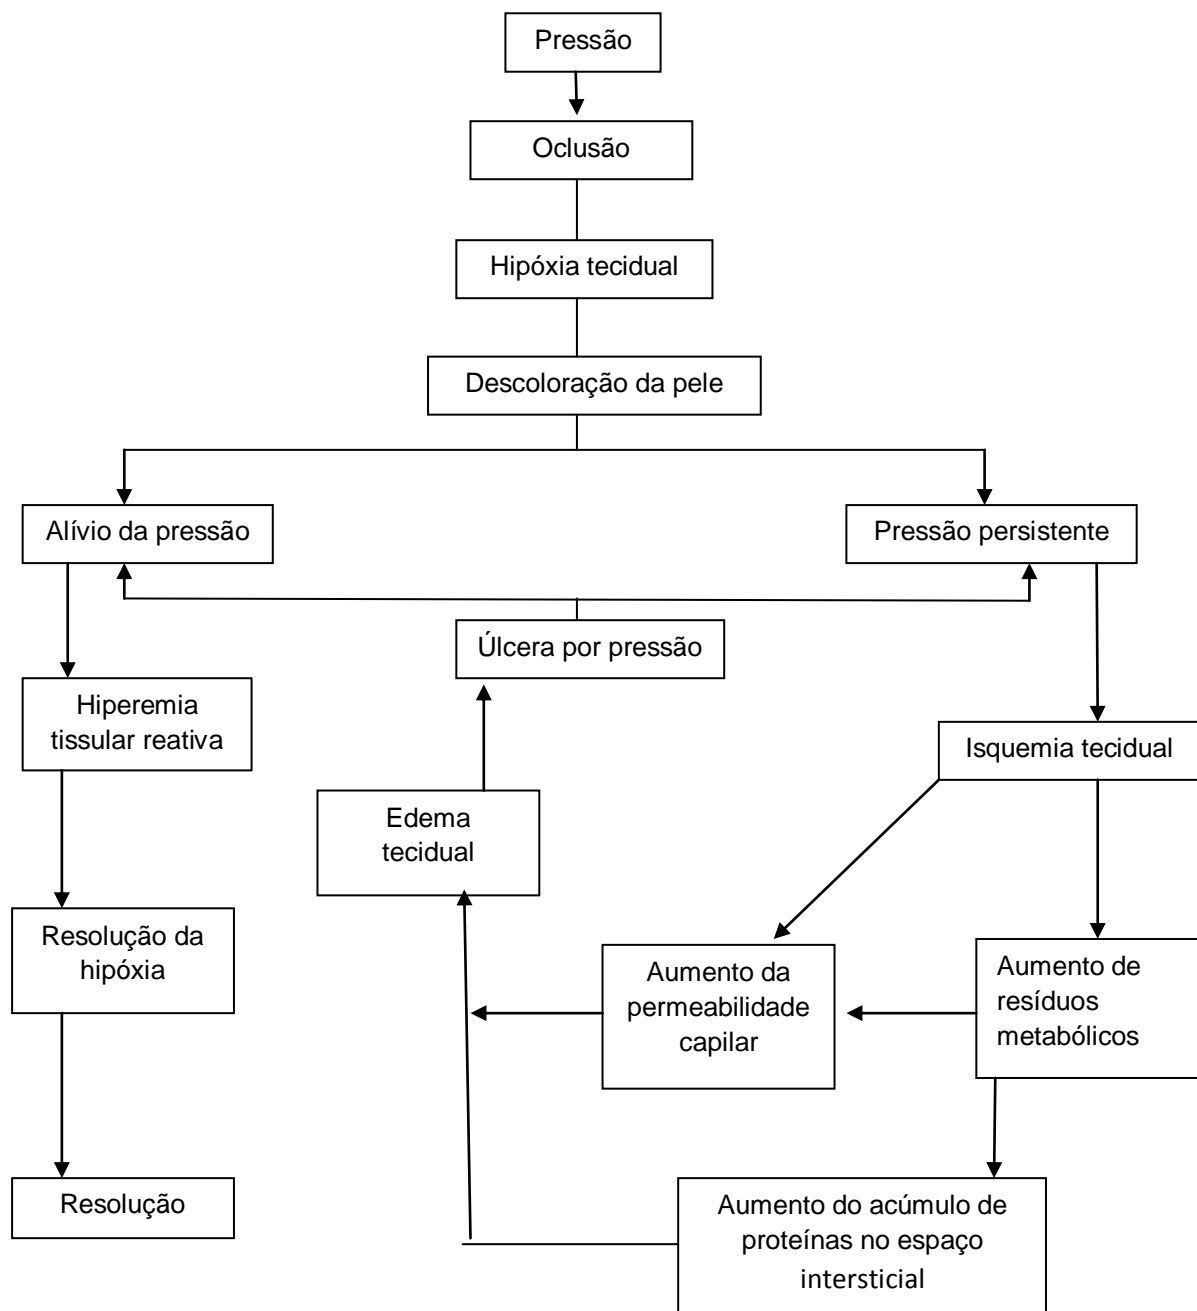 Pressão
Oclusão
Hipóxia tecidual
Descoloração da pele
Alívio da pressão
Pressão persistente
Úlcera por pressão
Hiperemia
tissular reativa
Isquemia tecidual
Edema
tecidual
Resolução da
hipóxia
Aumento da
permeabilidade
capilar
Aumento de
resíduos
metabólicos
Resolução
Aumento do acúmulo de
proteínas no espaço
intersticial